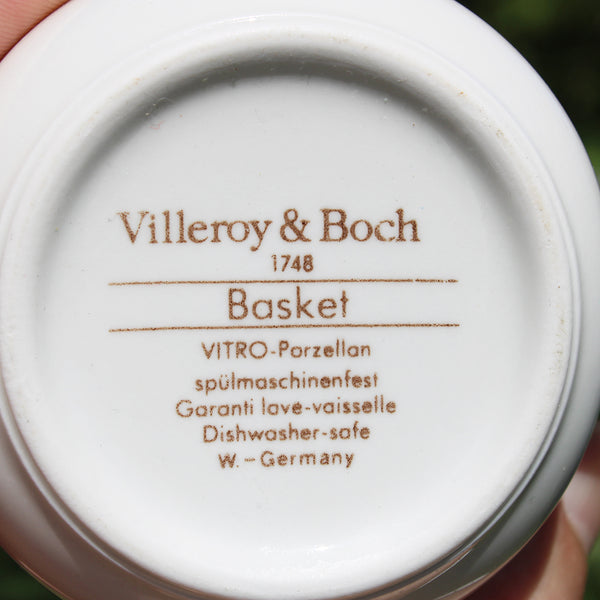 Villeroy & Boch
1748
Basket
VITRO-Porzellan
spülmaschinenfest
Garanti lave-vaisselle
Dishwasher-safe
W.-Germany